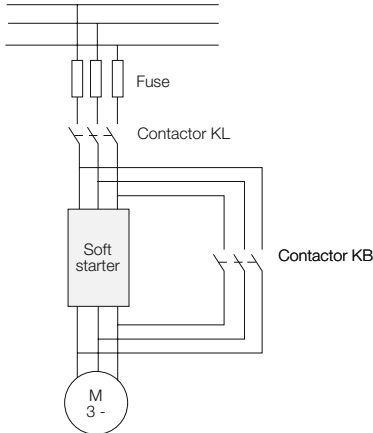 Fuse
Contactor KL
Soft
starter
Contactor KB
M
3 -